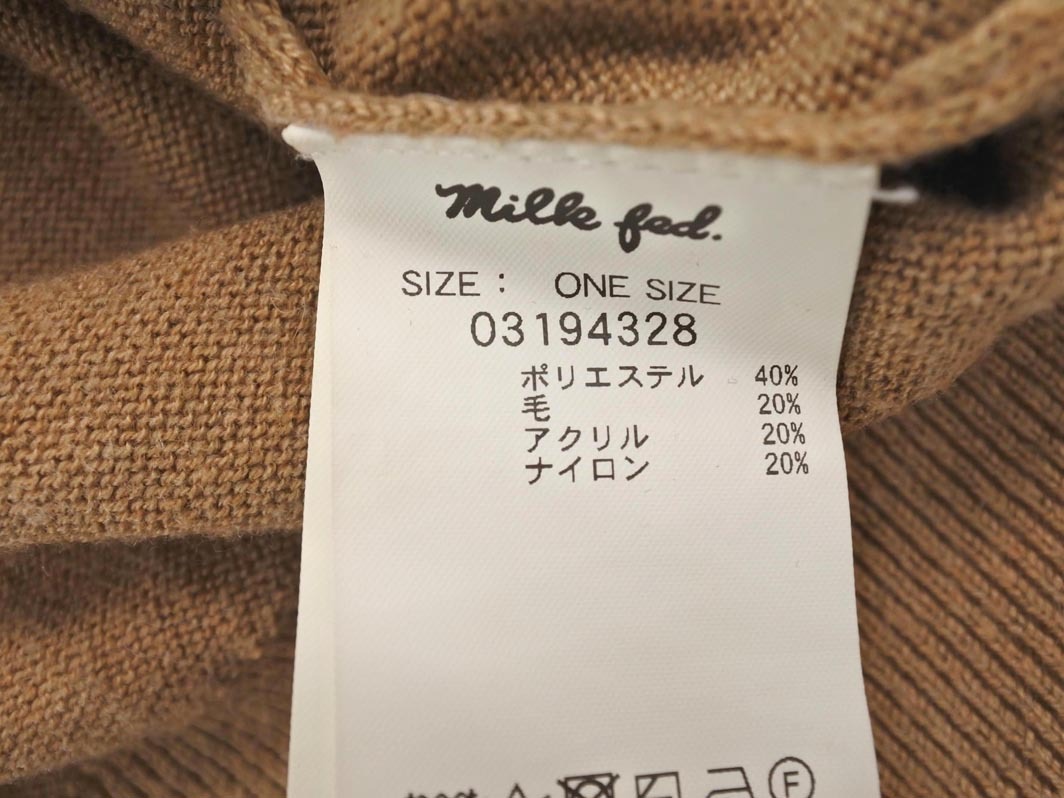 Milk fed.
SIZE : ONE SIZE
03194328
ポリエステル 40%
毛 20%
アクリル 20%
ナイロン 20%
F